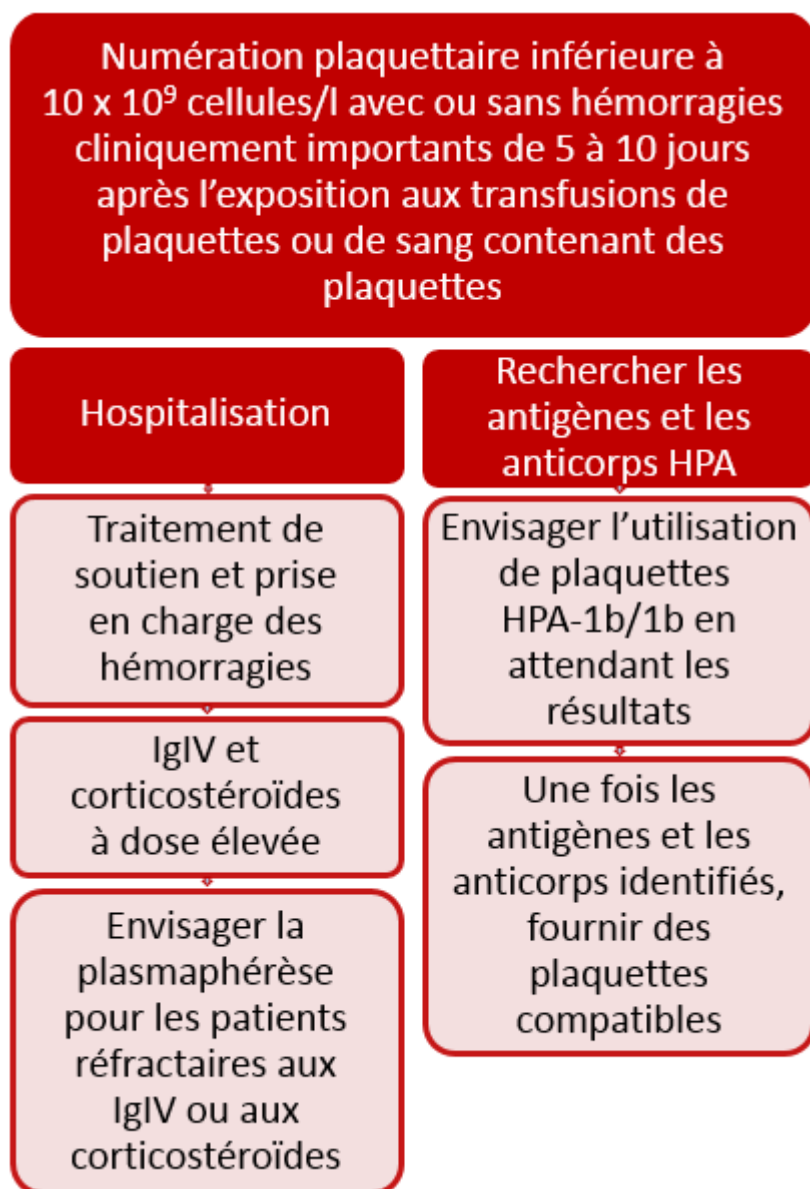 Numération plaquettaire inférieure à
10 x 10⁹ cellules/l avec ou sans hémorragies
cliniquement importants de 5 à 10 jours
après l’exposition aux transfusions de
plaquettes ou de sang contenant des
plaquettes
Hospitalisation
Traitement de
soutien et prise
en charge des
hémorragies
IgIV et
corticostéroïdes
à dose élevée
Envisager la
plasmaphérèse
pour les patients
réfractaires aux
IgIV ou aux
corticostéroïdes
Rechercher les
antigènes et les
anticorps HPA
Envisager l’utilisation
de plaquettes
HPA-1b/1b en
attendant les
résultats
Une fois les
antigènes et les
anticorps identifiés,
fournir des
plaquettes
compatibles